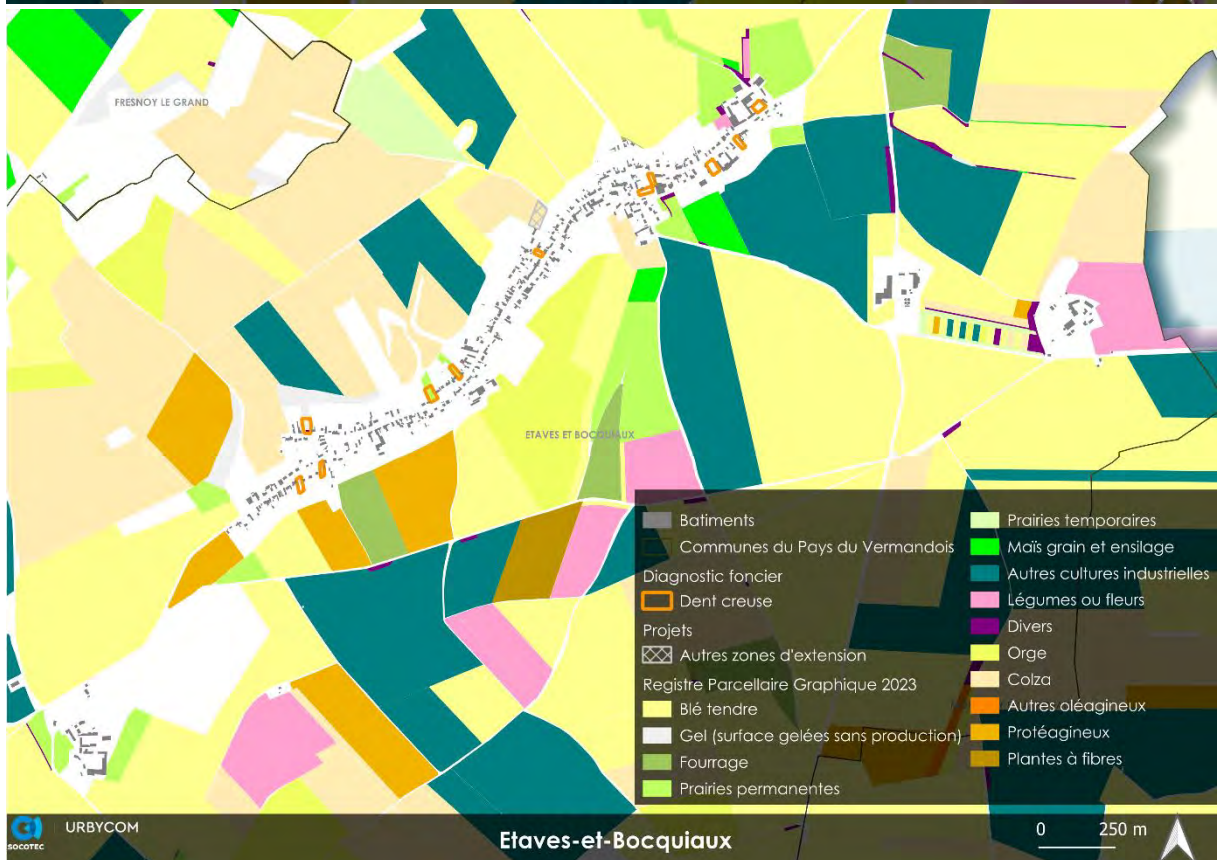 FRESNOY LE GRAND
ETAVES ET BOCQUIAUX
Batiments
Communes du Pays du Vermandois
Diagnostic foncier
Dent creuse
Projets
Autres zones d'extension
Registre Parcellaire Graphique 2023
Blé tendre
Gel (surface gelées sans production)
Fourrage
Prairies permanentes
Prairies temporaires
Maïs grain et ensilage
Autres cultures industrielles
Légumes ou fleurs
Divers
Orge
Colza
Autres oléagineux
Protéagineux
Plantes à fibres
SOCOTEC
URBYCOM
Etaves-et-Bocquiaux
0 250 m